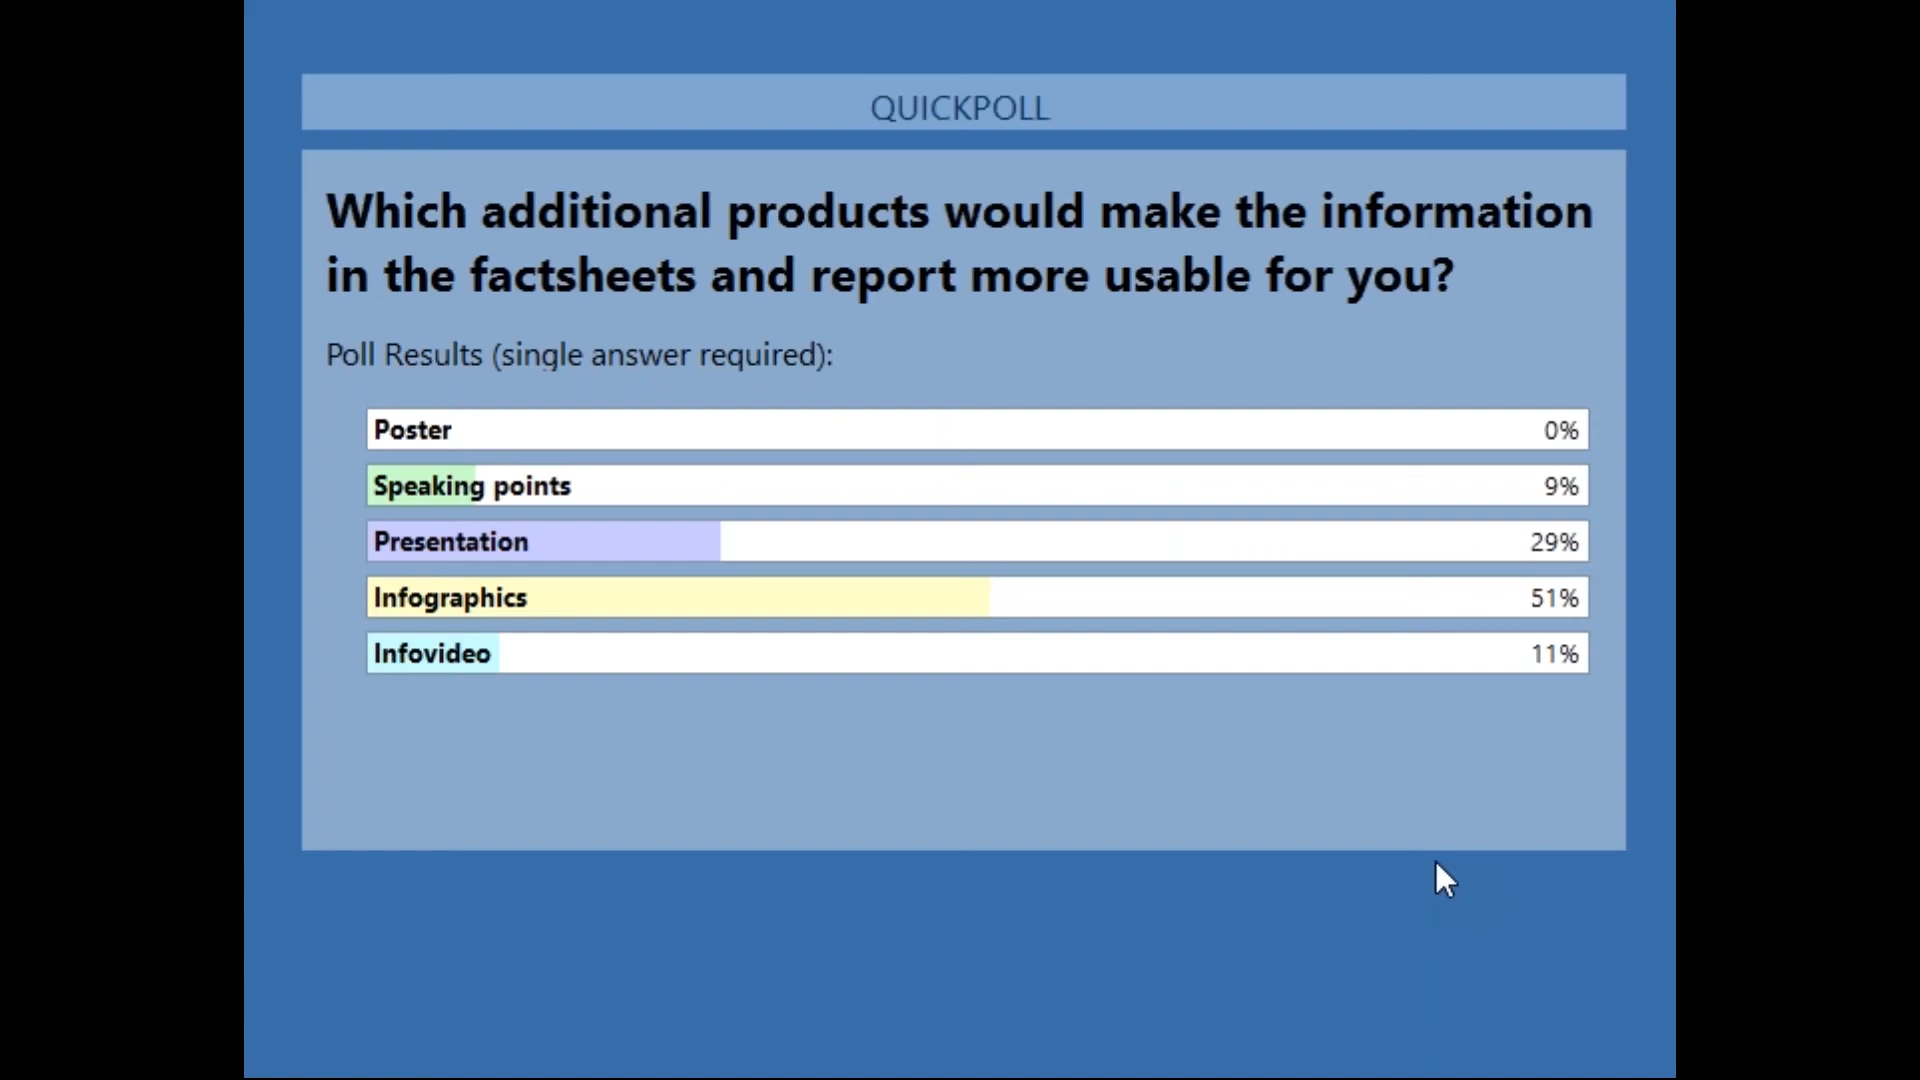 QUICKPOLL
Which additional products would make the information
in the factsheets and report more usable for you?
Poll Results (single answer required):
Poster 0%
Speaking points 9%
Presentation 29%
Infographics 51%
Infovideo 11%